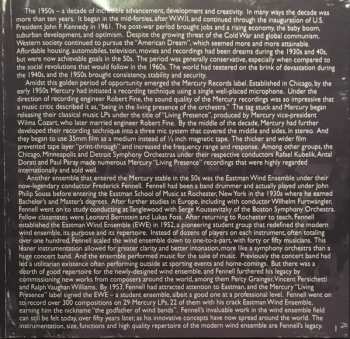 The 1950s – a decade of incredible advancement, development and creativity. In many ways the decade was
more than ten years. It began in the mid-forties, after W.W.II, and continued through the inauguration of U.S.
President John F. Kennedy in 1961. The post-war period brought jobs and a rising economy, the baby boom,
suburban development, and optimism. Despite the growing threat of the Cold War and global communism,
Western society continued to pursue the "American Dream", which seemed more and more attainable.
Affordable housing, automobiles, television, movies and recordings had been dreams during the 1930s and 40s,
but were now achievable goals in the 50s. The period was generally conservative, especially when compared to
the social revolutions that would follow in the 1960s. The world had teetered on the brink of devastation
during the 1940s, and the 1950s brought consistency, stability and security.
Amidst this golden period of opportunity emerged the Mercury Records label. Established in Chicago, by the
early 1950s Mercury had initiated a recording technique using a single well-placed microphone. Under the
direction of recording engineer Robert Fine, the sound quality of the Mercury recordings was so impressive that
a music critic described it as, "being in the living presence of the orchestra." The tag stuck and Mercury began
releasing their classical music LPs under the title of "Living Presence", produced by Mercury vice-president
Wilma Cozart, who later married engineer Robert Fine. By the middle of the decade, Mercury had further
developed their recording technique into a three mic system that covered the middle and sides, in stereo. And
they began to use 35mm film as a medium instead of ½ inch magnetic tape. The thicker and wider film
prevented tape layer "print-through" and increased the frequency range and response. Among other groups, the
Chicago, Minneapolis and Detroit Symphony Orchestras under their respective conductors Rafael Kubelik, Antal
Dorati and Paul Paray made numerous Mercury "Living Presence" recordings that were highly regarded
internationally and sold well.
Another ensemble that entered the Mercury stable in the 50s was the Eastman Wind Ensemble under their
now-legendary conductor Frederick Fennell. Fennell had been a band drummer and actually played under John
Philip Sousa before entering the Eastman School of Music at Rochester, New York in the 1930s where he earned
Bachelor's and Master's degrees. After further studies in Europe, including with conductor Wilhelm Furtwangler,
Fennell went on to study conducting at Tanglewood with Serge Koussevitzky of the Boston Symphony Orchestra.
Fellow classmates were Leonard Bernstein and Lukas Foss. After returning to Rochester to teach, Fennell
established the Eastman Wind Ensemble (EWE) in 1952, a pioneering student group that redefined the modern
wind ensemble, its purpose and its repertoire. Instead of dozens of players on each instrument, often totaling
over one hundred, Fennell scaled the wind ensemble down to one-to-a-part, with forty or fifty musicians. This
leaner instrumentation allowed for greater clarity and better intonation, more like a symphony orchestra than a
huge concert band. And the ensemble performed music for the sake of music. Previously the concert band had
led a utilitarian existence often performing outside at sporting events and home-comings. But there was a
dearth of good repertoire for the newly-designed wind ensemble, and Fennell furthered his legacy by
commissioning new works from composers around the world, among them Percy Grainger, Vincent Persichetti
and Ralph Vaughan Williams. By 1953, Fennell had attracted attention to Eastman, and the Mercury "Living
Presence" label signed the EWE – a student ensemble, albeit a good one at a professional level. Fennell went on
to record over 300 compositions on 29 Mercury LPs, 22 of them with his crack Eastman Wind Ensemble,
earning him the nickname "the godfather of wind bands". Fennell's invaluable work in the wind ensemble field
can still be felt today, over fifty years later, as his innovative concepts have now spread around the world. The
instrumentation, size, functions and high quality repertoire of the modern wind ensemble are Fennell's legacy.